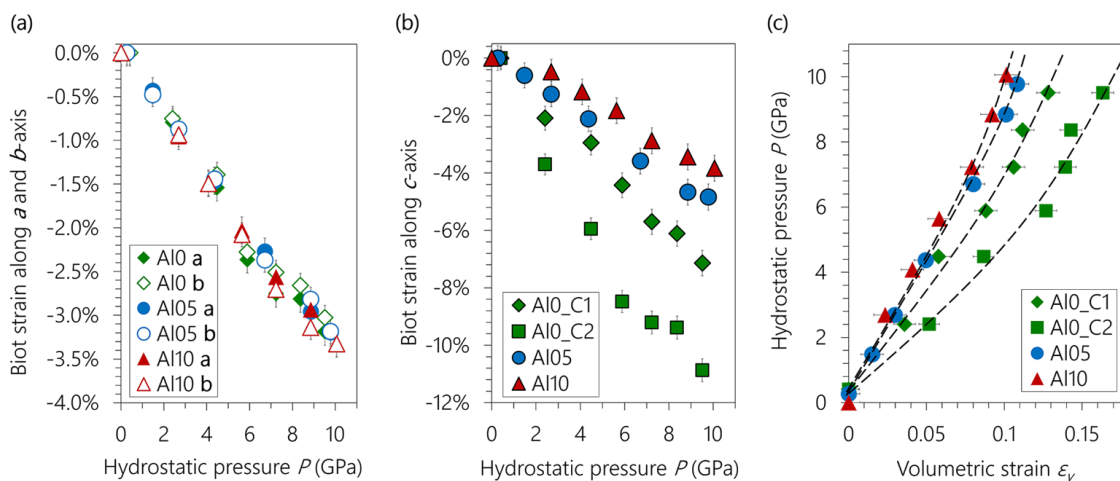 (a)
Biot strain along a and b-axis
0.0%
-0.5%
-1.0%
-1.5%
-2.0%
-2.5%
-3.0%
-3.5%
-4.0%
Al0 a
Al0 b
Al05 a
Al05 b
Al10 a
Al10 b
0 2 4 6 8 10
Hydrostatic pressure P (GPa)
(b)
Biot strain along c-axis
0%
-2%
-4%
-6%
-8%
-10%
-12%
Al0_C1
Al0_C2
Al05
Al10
0 2 4 6 8 10
Hydrostatic pressure P (GPa)
(c)
Hydrostatic pressure P (GPa)
10
8
6
4
2
0
Al0_C1
Al0_C2
Al05
Al10
0 0.05 0.1 0.15
Volumetric strain εv